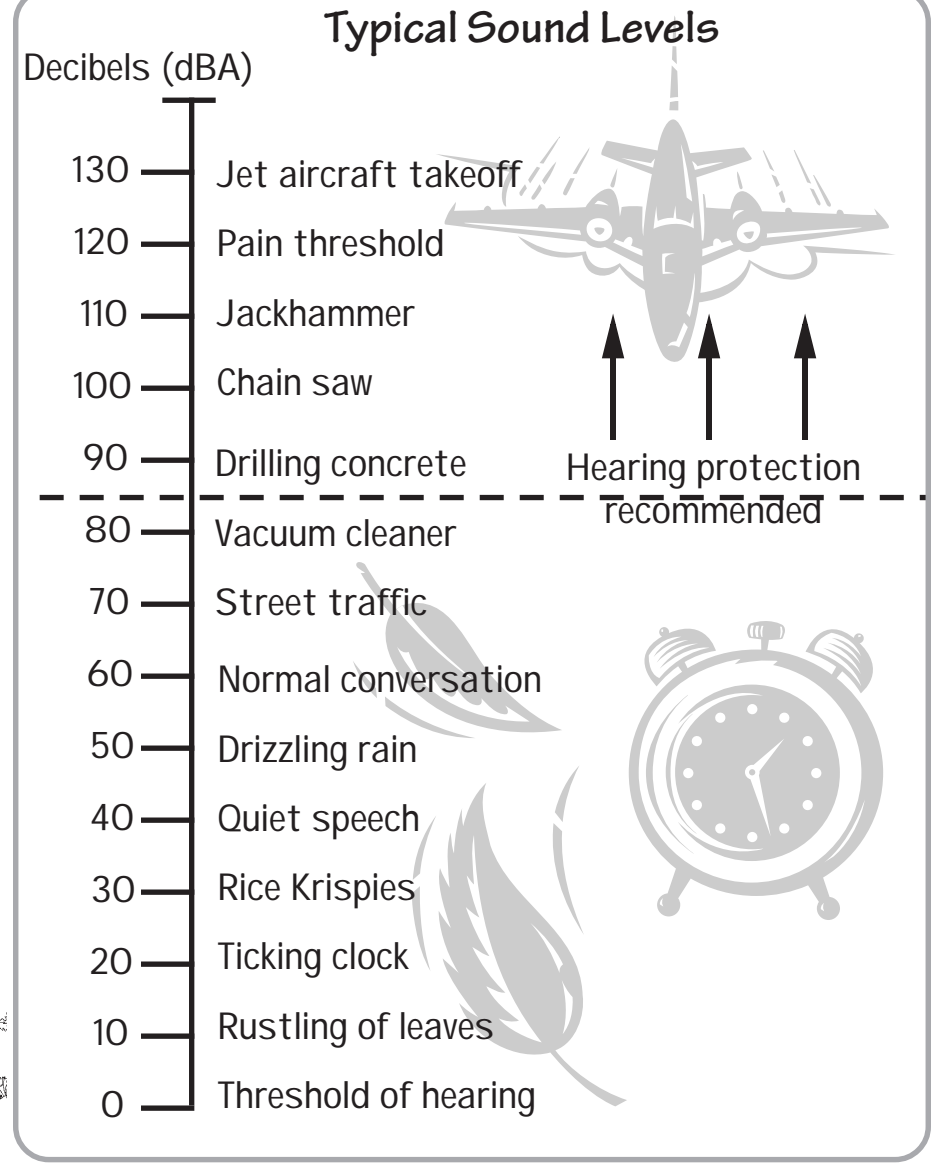 Typical Sound Levels
Decibels (dBA)
130 Jet aircraft takeoff
120 Pain threshold
110 Jackhammer
100 Chain saw
90 Drilling concrete
Hearing protection
recommended
80 Vacuum cleaner
70 Street traffic
60 Normal conversation
50 Drizzling rain
40 Quiet speech
30 Rice Krispies
20 Ticking clock
10 Rustling of leaves
0 Threshold of hearing